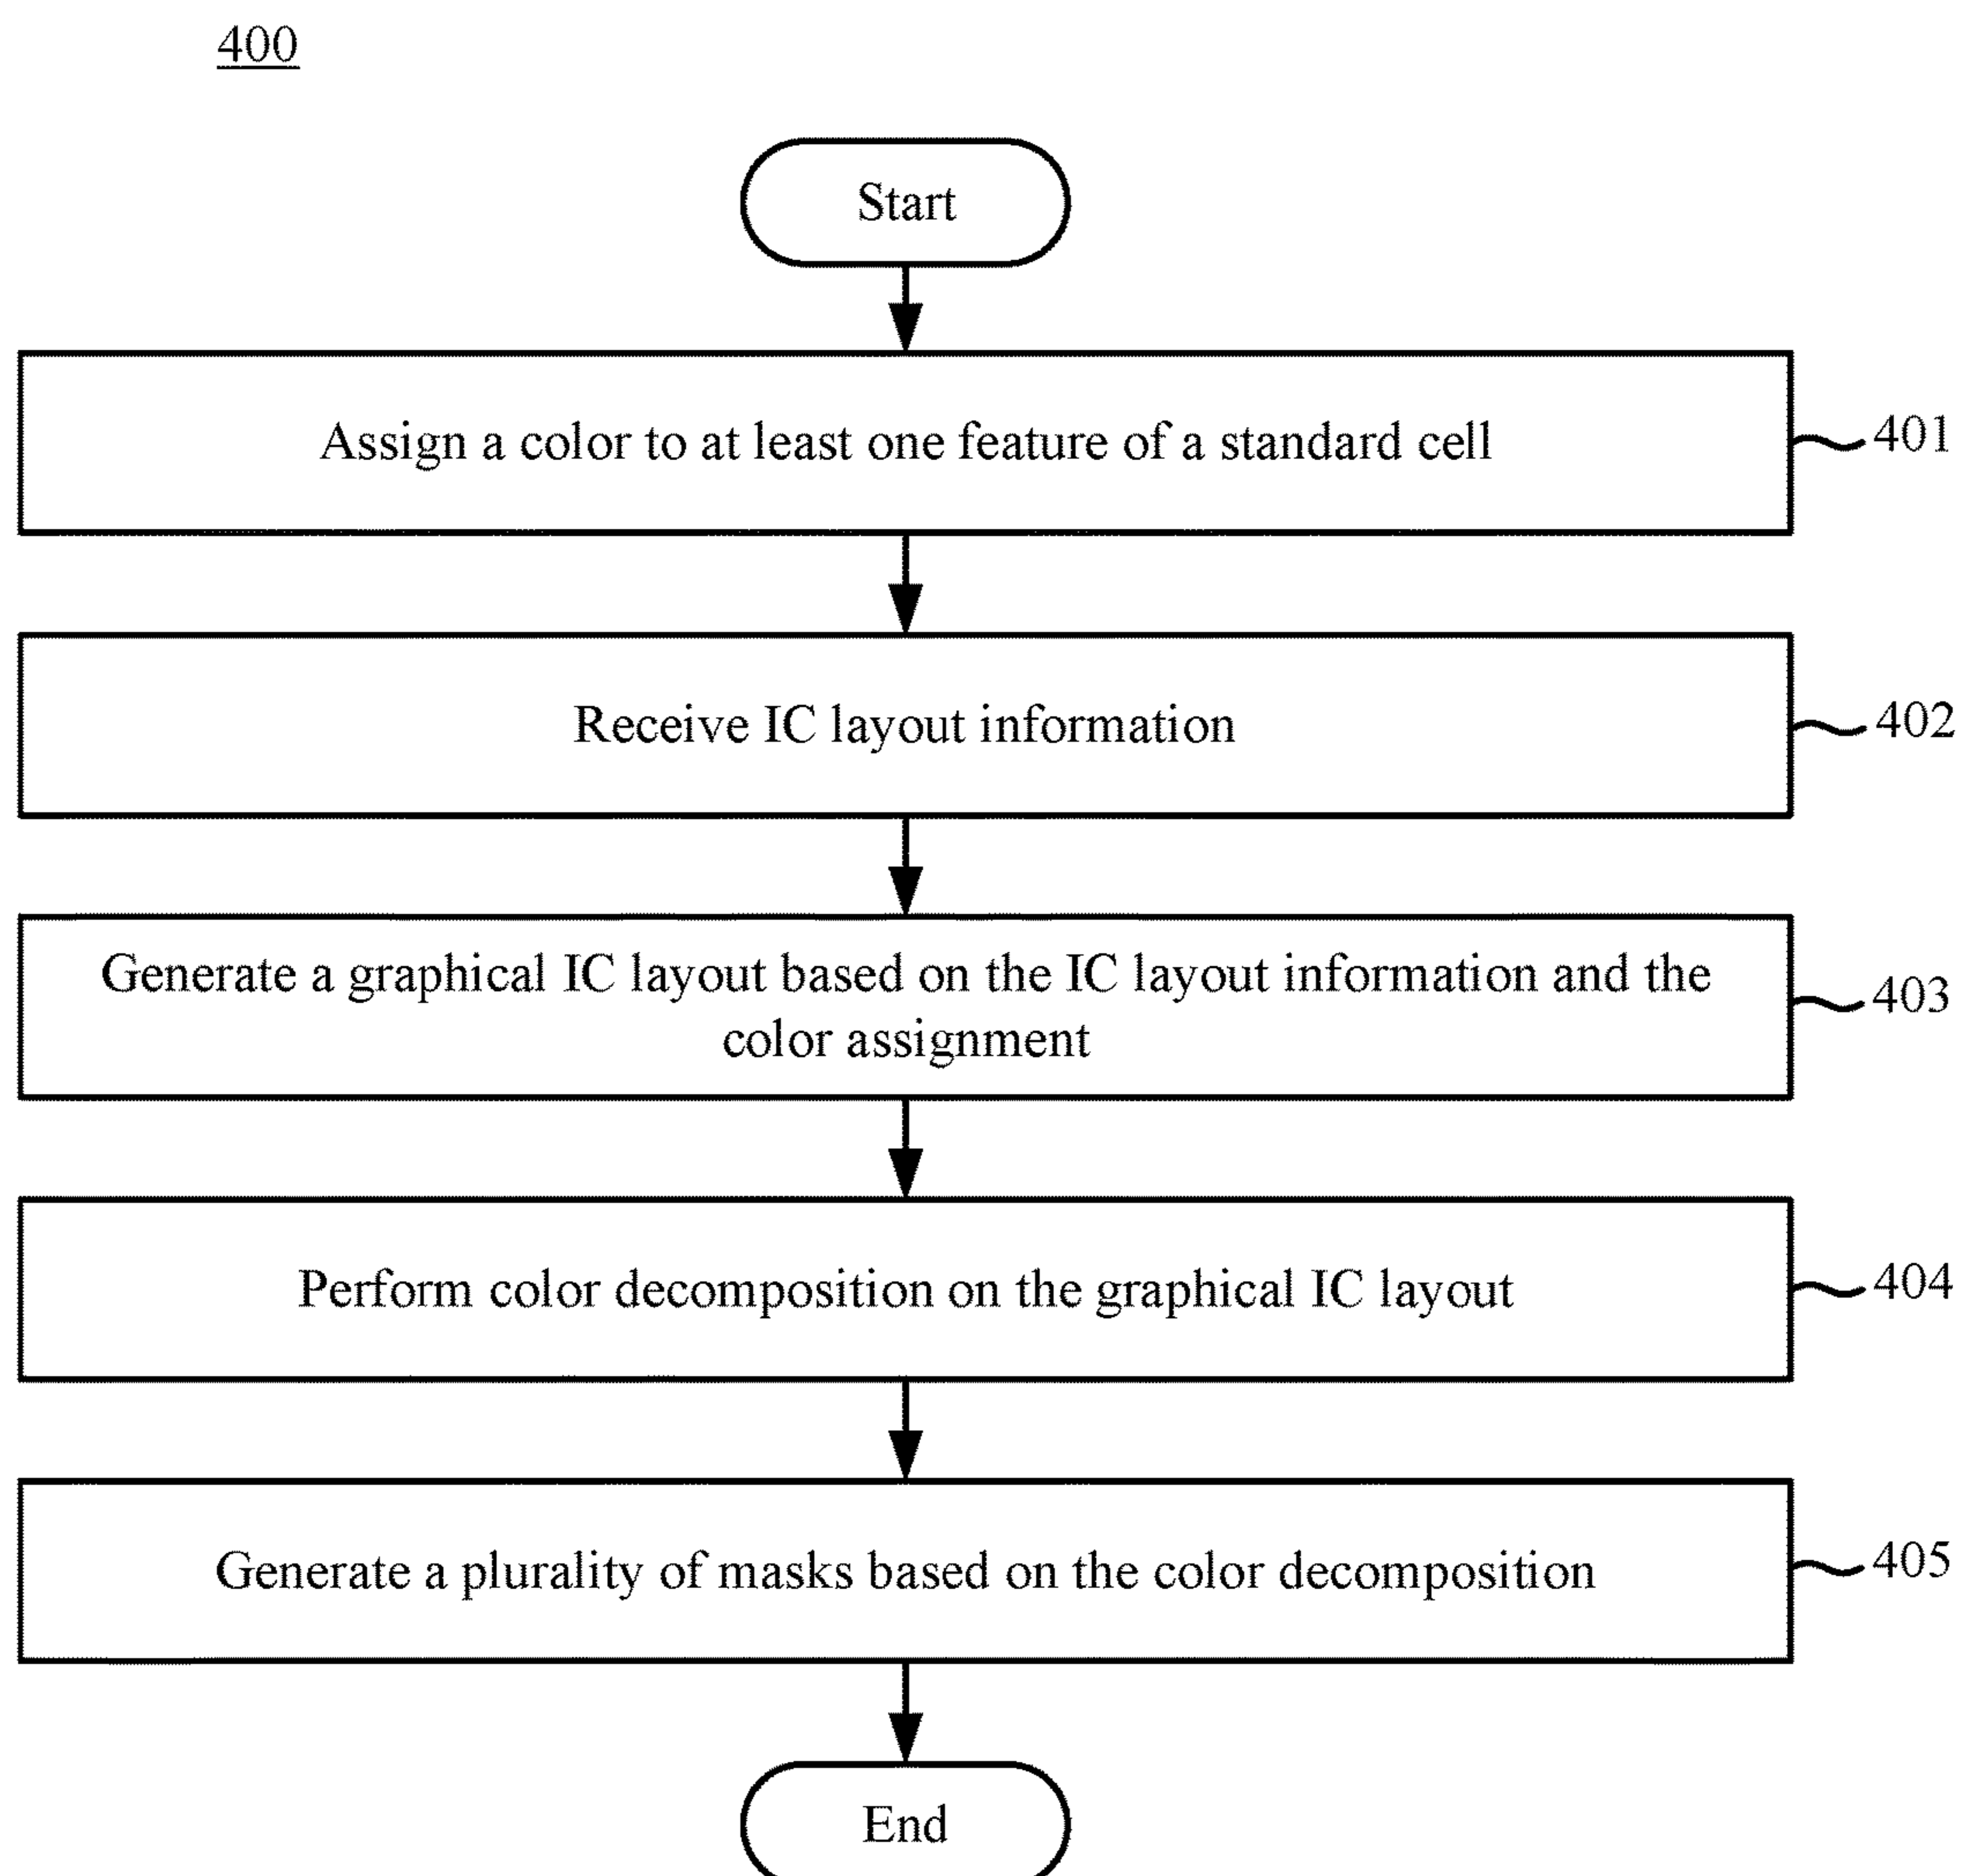 400
Start
Assign a color to at least one feature of a standard cell
401
Receive IC layout information
402
Generate a graphical IC layout based on the IC layout information and the
color assignment
403
Perform color decomposition on the graphical IC layout
404
Generate a plurality of masks based on the color decomposition
405
End